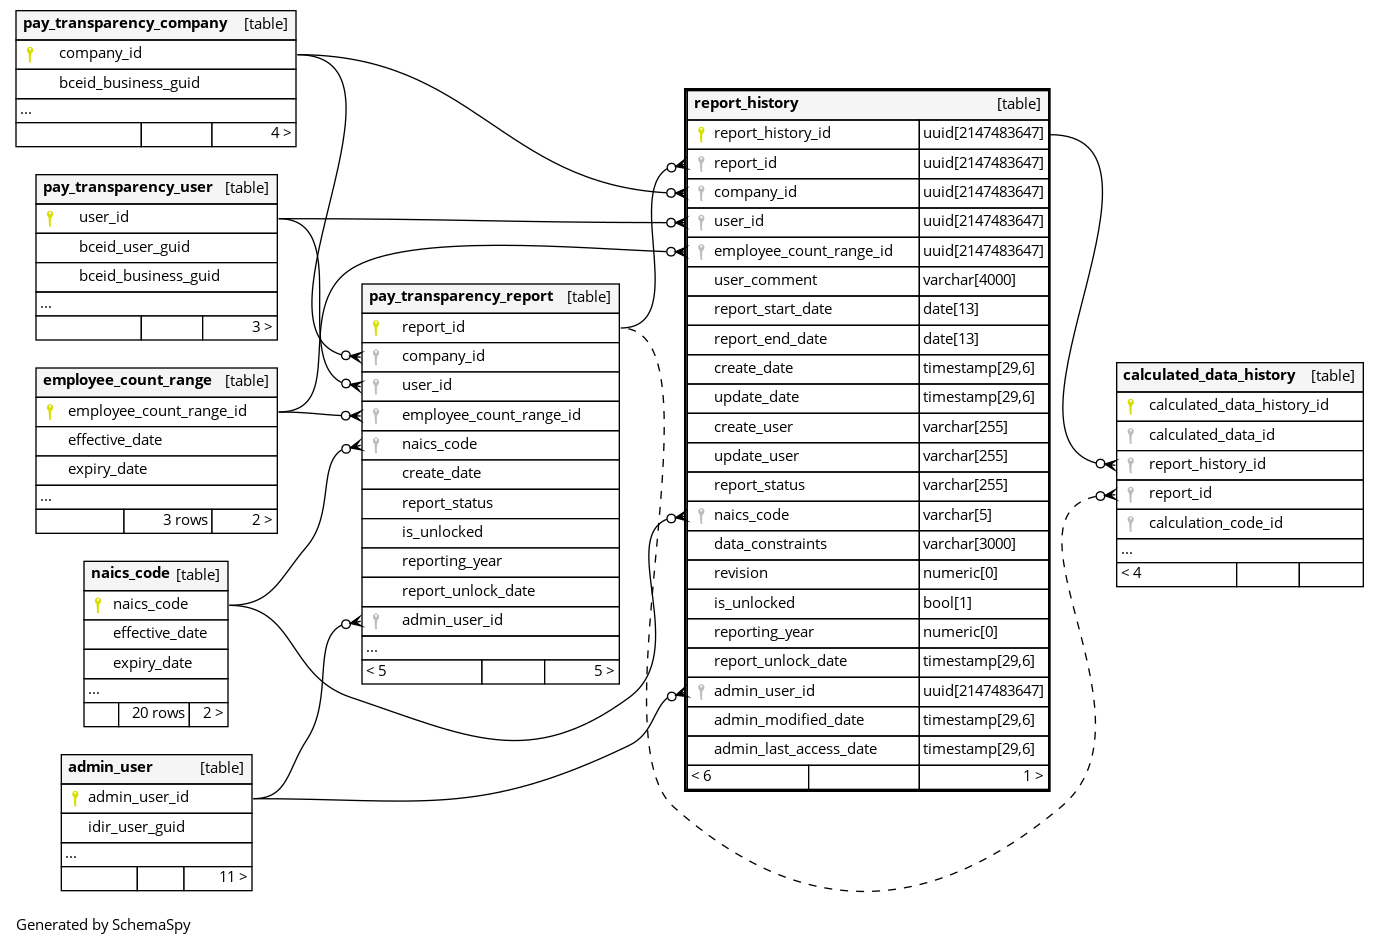 pay_transparency_company [table]
company_id
bceid_business_guid
...
4 >
pay_transparency_user [table]
user_id
bceid_user_guid
bceid_business_guid
...
3 >
employee_count_range [table]
employee_count_range_id
effective_date
expiry_date
...
3 rows 2 >
naics_code [table]
naics_code
effective_date
expiry_date
...
20 rows 2 >
admin_user [table]
admin_user_id
idir_user_guid
...
11 >
pay_transparency_report [table]
report_id
company_id
user_id
employee_count_range_id
naics_code
create_date
report_status
is_unlocked
reporting_year
report_unlock_date
admin_user_id
...
< 5 5 >
report_history [table]
report_history_id uuid[2147483647]
report_id uuid[2147483647]
company_id uuid[2147483647]
user_id uuid[2147483647]
employee_count_range_id uuid[2147483647]
user_comment varchar[4000]
report_start_date date[13]
report_end_date date[13]
create_date timestamp[29,6]
update_date timestamp[29,6]
create_user varchar[255]
update_user varchar[255]
report_status varchar[255]
naics_code varchar[5]
data_constraints varchar[3000]
revision numeric[0]
is_unlocked bool[1]
reporting_year numeric[0]
report_unlock_date timestamp[29,6]
admin_user_id uuid[2147483647]
admin_modified_date timestamp[29,6]
admin_last_access_date timestamp[29,6]
< 6 1 >
calculated_data_history [table]
calculated_data_history_id
calculated_data_id
report_history_id
report_id
calculation_code_id
...
< 4
Generated by SchemaSpy